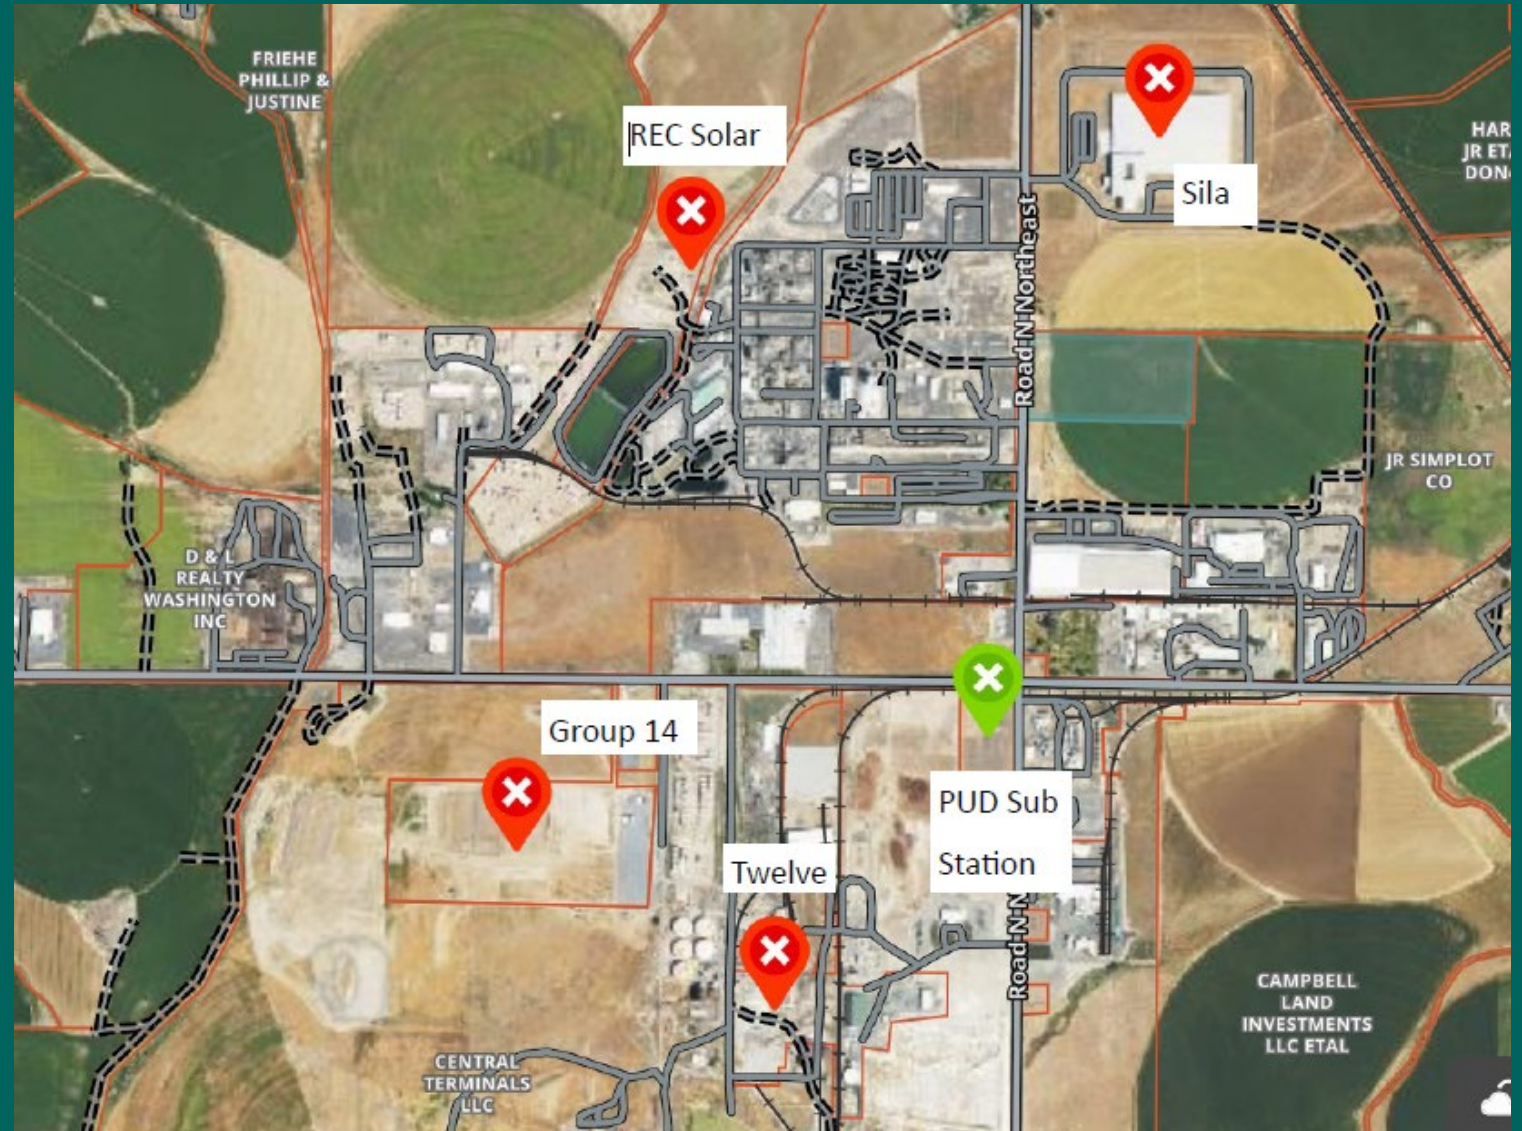 FRIEHE
PHILLIP &
JUSTINE
REC Solar
Sila
Road N Northeast
JR SIMPLOT
CO
D & L
REALTY
WASHINGTON
INC
Group 14
PUD Sub
Station
Twelve
Road N N
CAMPBELL
LAND
INVESTMENTS
LLC ETAL
CENTRAL
TERMINALS
LLC
HAR
JR ET
DON